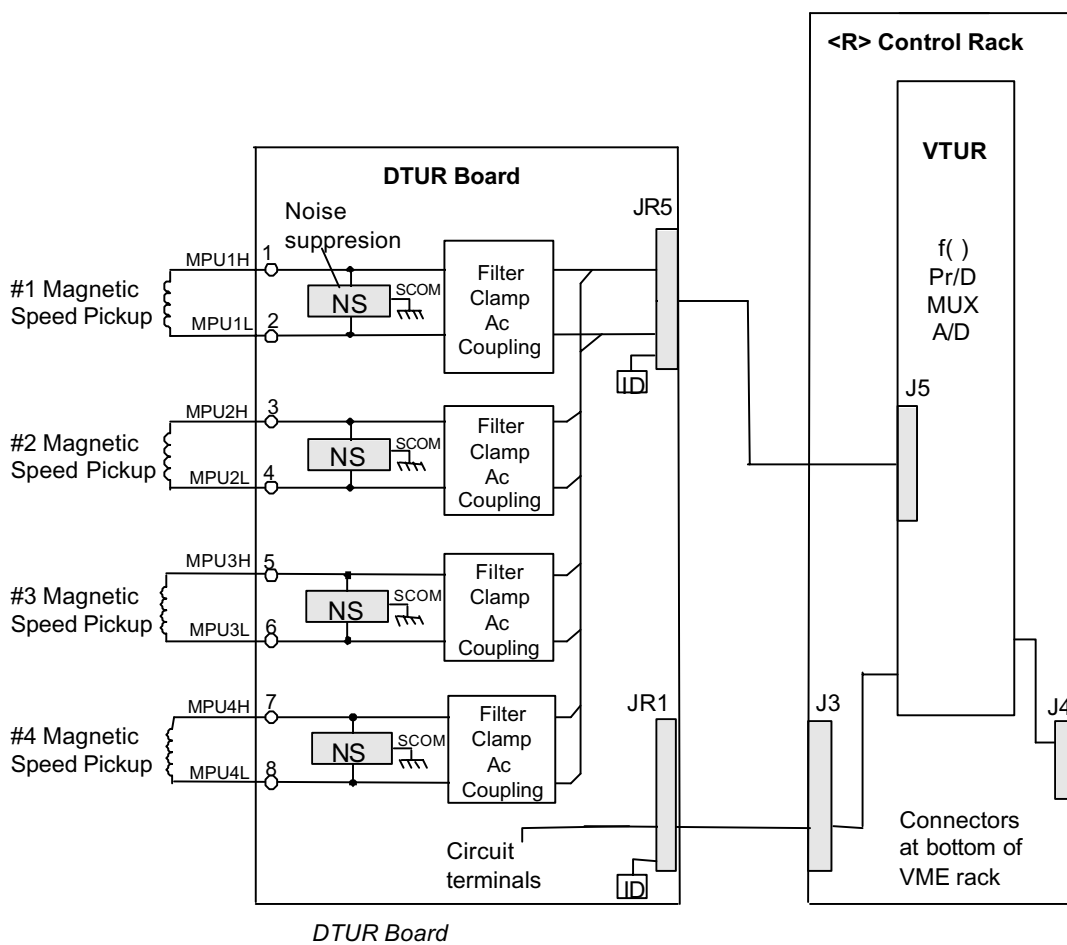 <R> Control Rack
VTUR
f( )
Pr/D
MUX
A/D
J5
DTUR Board
JR5
Noise
suppresion
MPU1H
1
#1 Magnetic
Speed Pickup
NS
SCOM
MPU1L
2
Filter
Clamp
Ac
Coupling
ID
MPU2H
3
#2 Magnetic
Speed Pickup
NS
SCOM
MPU2L
4
Filter
Clamp
Ac
Coupling
MPU3H
5
#3 Magnetic
Speed Pickup
NS
SCOM
MPU3L
6
Filter
Clamp
Ac
Coupling
MPU4H
7
#4 Magnetic
Speed Pickup
NS
SCOM
MPU4L
8
Filter
Clamp
Ac
Coupling
JR1
J3
J4
Circuit
terminals
ID
Connectors
at bottom of
VME rack
DTUR Board